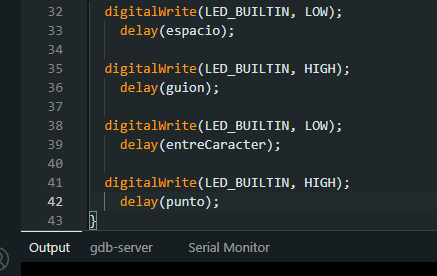 32 digitalWrite(LED_BUILTIN, LOW);
33 delay(espacio);
34
35 digitalWrite(LED_BUILTIN, HIGH);
36 delay(guion);
37
38 digitalWrite(LED_BUILTIN, LOW);
39 delay(entreCaracter);
40
41 digitalWrite(LED_BUILTIN, HIGH);
42 delay(punto);
43 }
Output gdb-server Serial Monitor